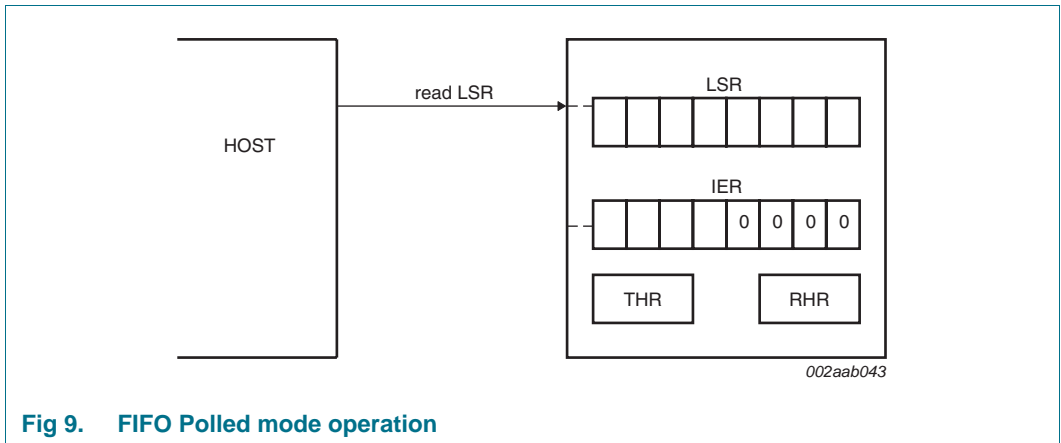 read LSR
HOST
LSR
IER
0 0 0 0
THR RHR
002aab043
Fig 9. FIFO Polled mode operation